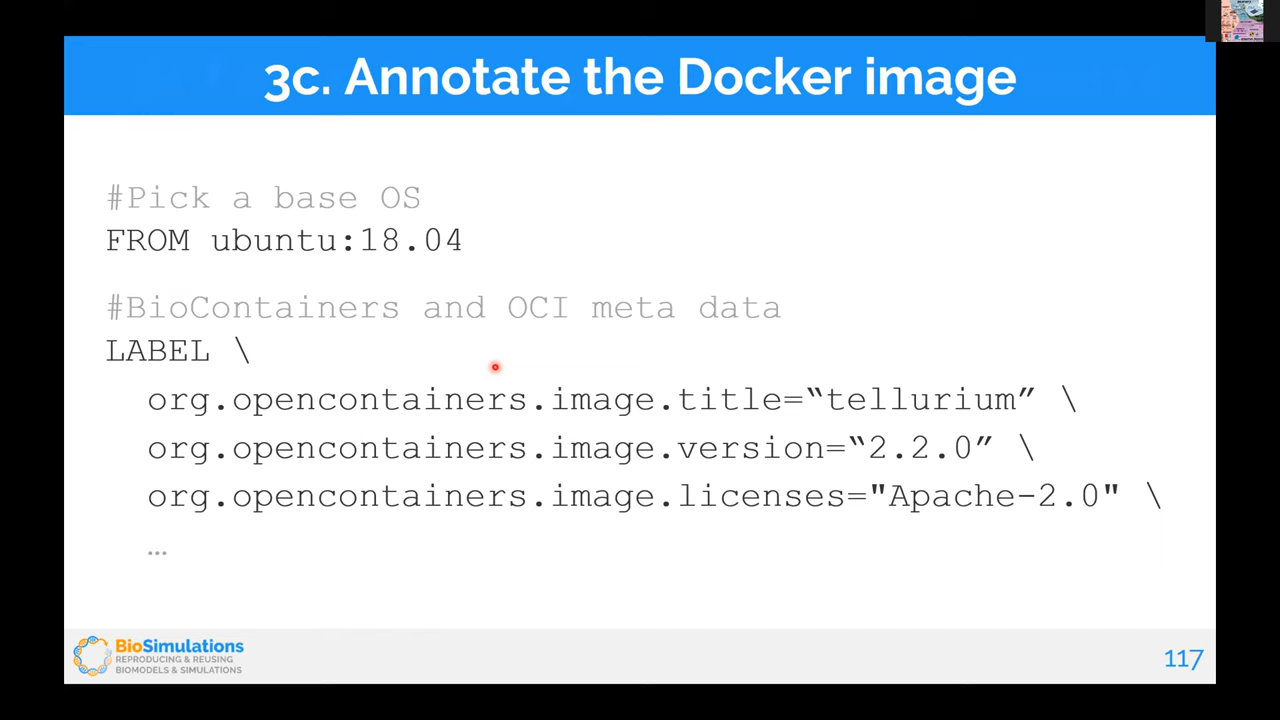 3c. Annotate the Docker image
#Pick a base OS
FROM ubuntu:18.04
#BioContainers and OCI meta data
LABEL \
org.opencontainers.image.title=“tellurium” \
org.opencontainers.image.version=“2.2.0” \
org.opencontainers.image.licenses="Apache-2.0" \
…
BioSimulations
REPRODUCING & REUSING
BIOMODELS & SIMULATIONS
117